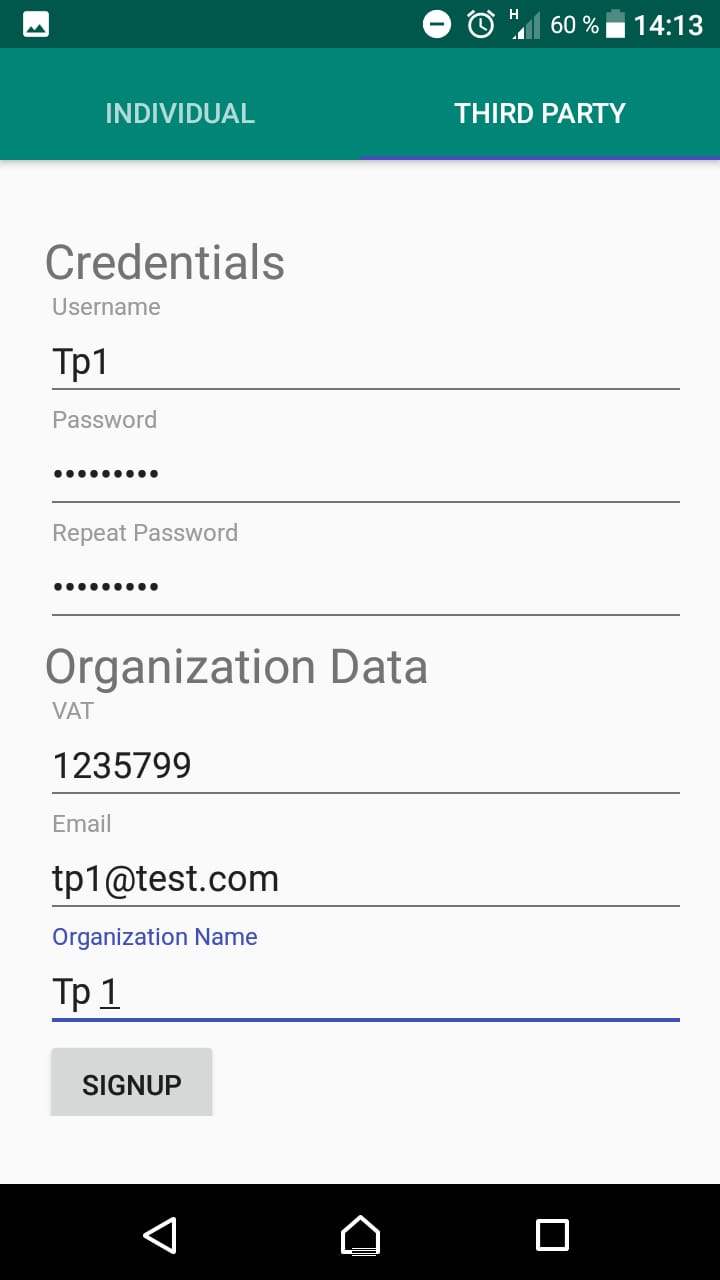 H 60 % 14:13
INDIVIDUAL THIRD PARTY
Credentials
Username
Tp1
Password
•••••••••
Repeat Password
•••••••••
Organization Data
VAT
1235799
Email
tp1@test.com
Organization Name
Tp 1
SIGNUP